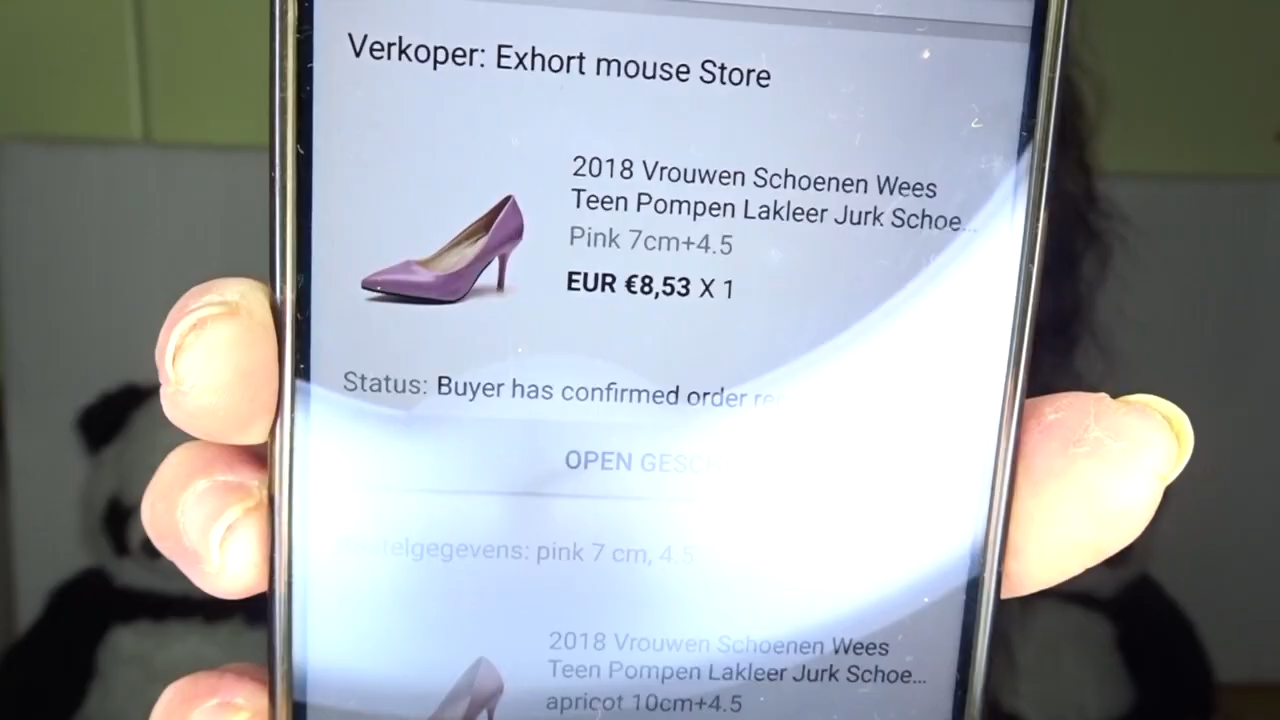 Verkoper: Exhort mouse Store
2018 Vrouwen Schoenen Wees
Teen Pompen Lakleer Jurk Schoe...
Pink 7cm+4.5
EUR €8,53 X 1
Status: Buyer has confirmed order
OPEN
pink 7 cm, 4.5
2018 Vrouwen Schoenen Wees
Teen Pompen Lakleer Jurk Schoe...
apricot 10cm+4.5